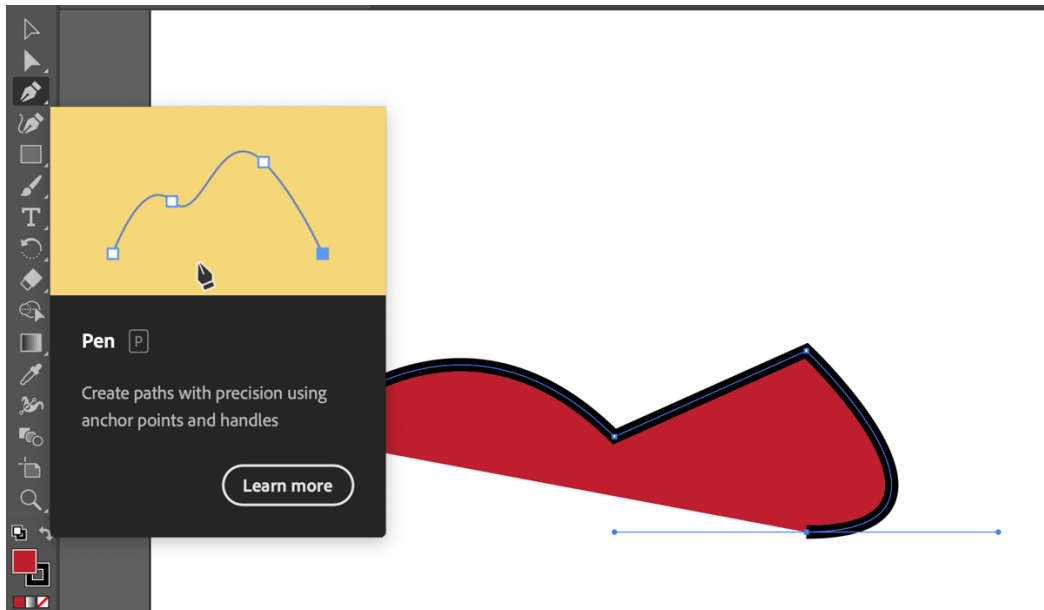 Pen P
Create paths with precision using
anchor points and handles
Learn more